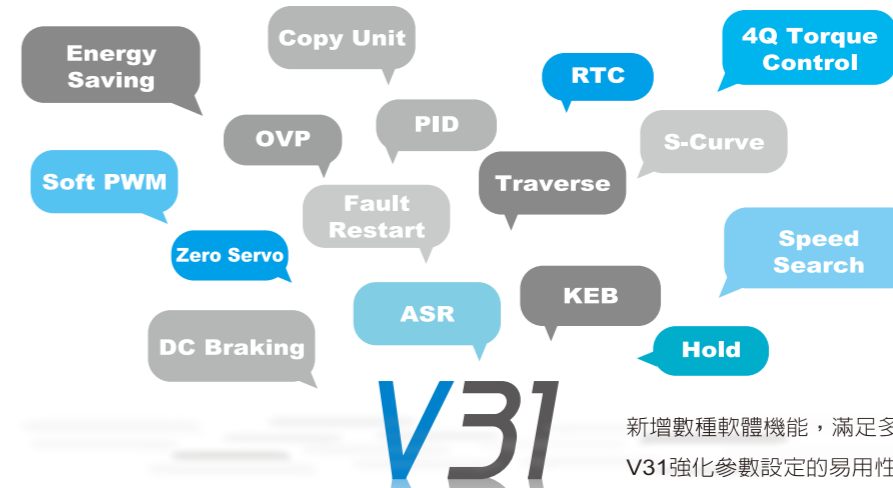 Copy Unit
4Q Torque
Control
Energy
Saving
RTC
PID
OVP
S-Curve
Soft PWM
Traverse
Fault
Restart
Speed
Search
Zero Servo
KEB
ASR
DC Braking
Hold
V31
新增數種軟體機能，滿足多
V31強化參數設定的易用性